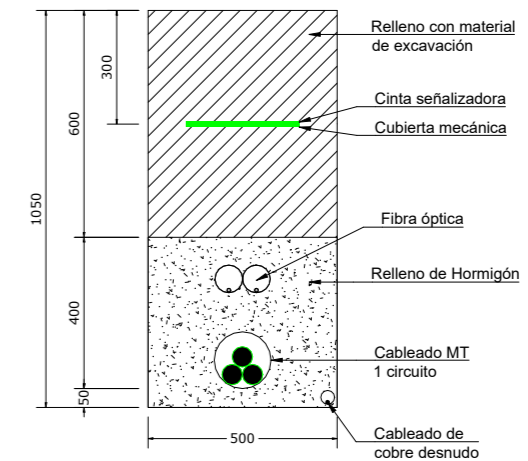 Relleno con material
de excavación
300
Cinta señalizadora
Cubierta mecánica
600
1050
Fibra óptica
Relleno de Hormigón
400
Cableado MT
1 circuito
50
500
Cableado de
cobre desnudo